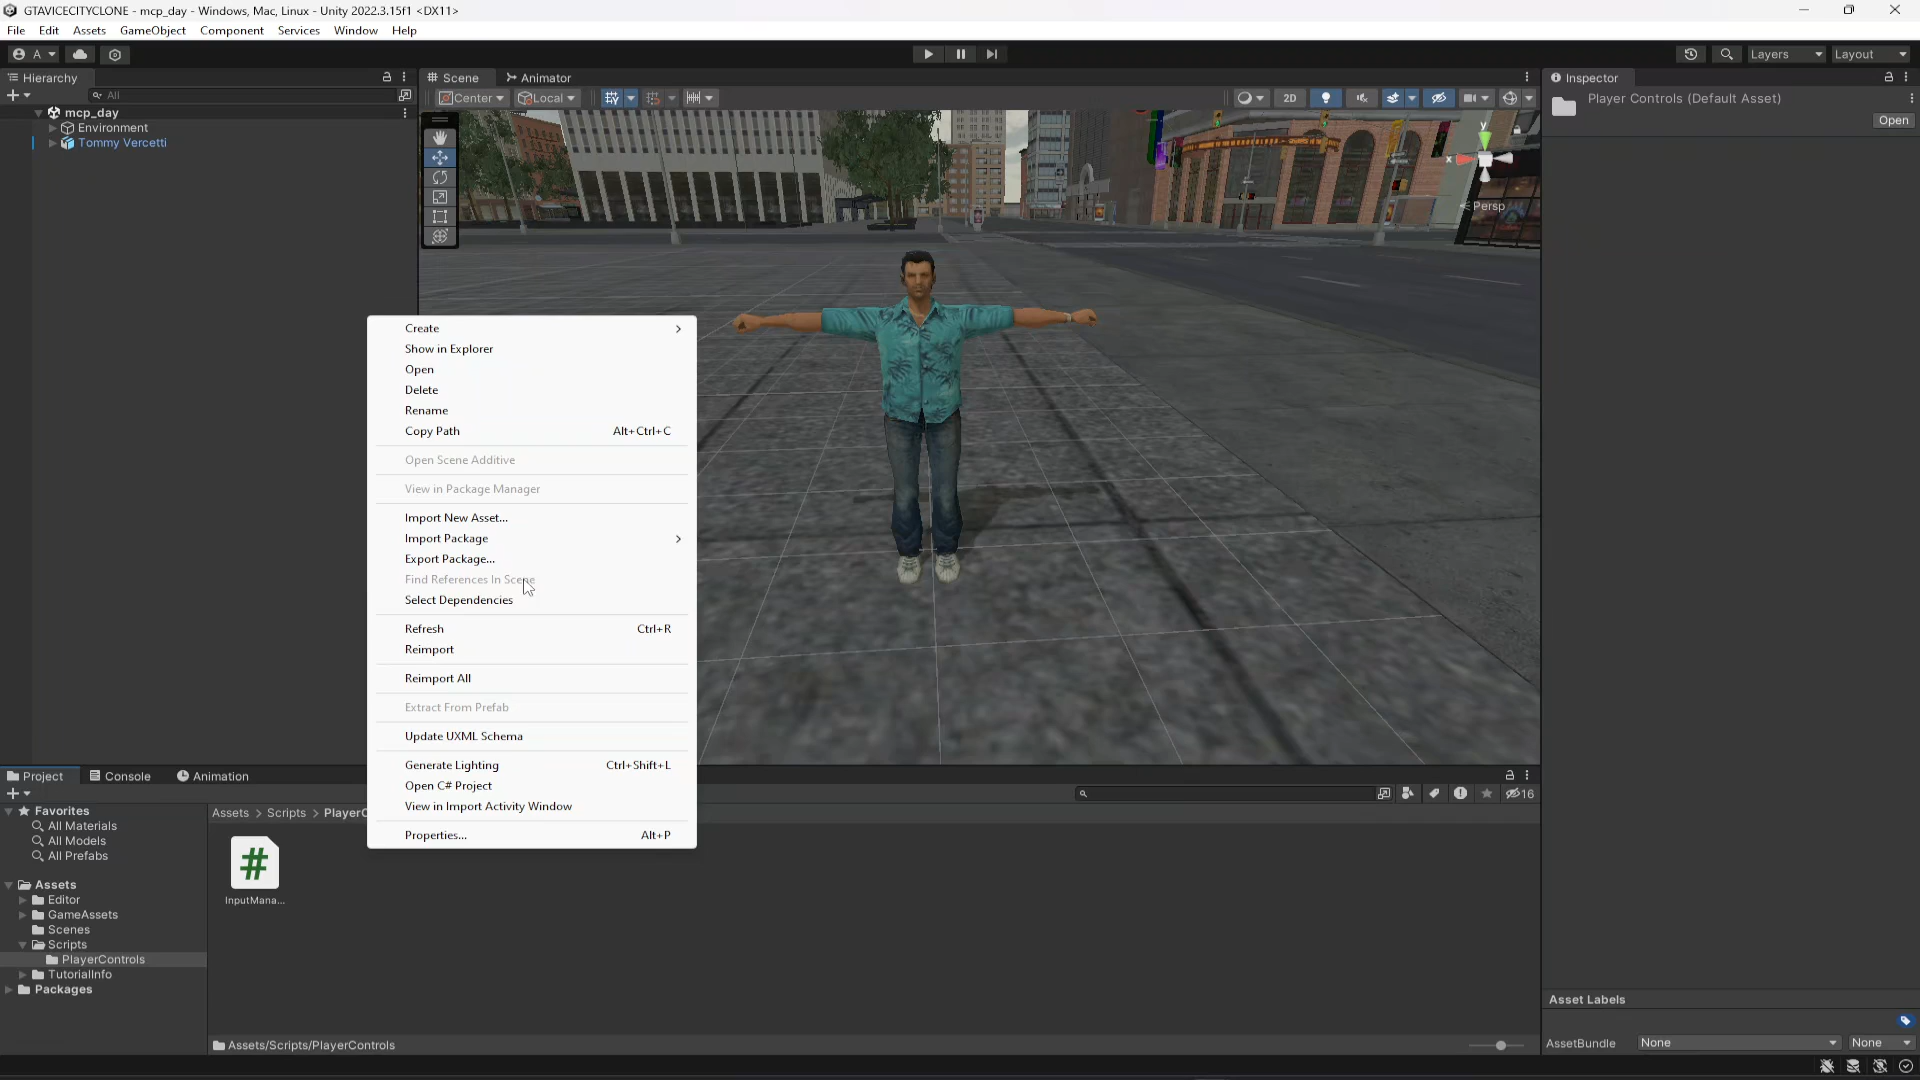 GTAVICECITYCLONE - mcp_day - Windows, Mac, Linux - Unity 2022.3.15f1 <DX11>
File Edit Assets GameObject Component Services Window Help
A
Layers
Layout
Hierarchy
All
mcp_day
Environment
Tommy Vercetti
Scene
Animator
Center
Local
2D
y
x
Persp
Inspector
Player Controls (Default Asset)
Open
Create
Show in Explorer
Open
Delete
Rename
Copy Path Alt+Ctrl+C
Open Scene Additive
View in Package Manager
Import New Asset...
Import Package
Export Package...
Find References In Scene
Select Dependencies
Refresh Ctrl+R
Reimport
Reimport All
Extract From Prefab
Update UXML Schema
Generate Lighting Ctrl+Shift+L
Open C# Project
View in Import Activity Window
Properties... Alt+P
Project
Console
Animation
16
Favorites
All Materials
All Models
All Prefabs
Assets
Editor
GameAssets
Scenes
Scripts
PlayerControls
TutorialInfo
Packages
Assets > Scripts > PlayerC
#
InputMana...
Assets/Scripts/PlayerControls
Asset Labels
AssetBundle None None